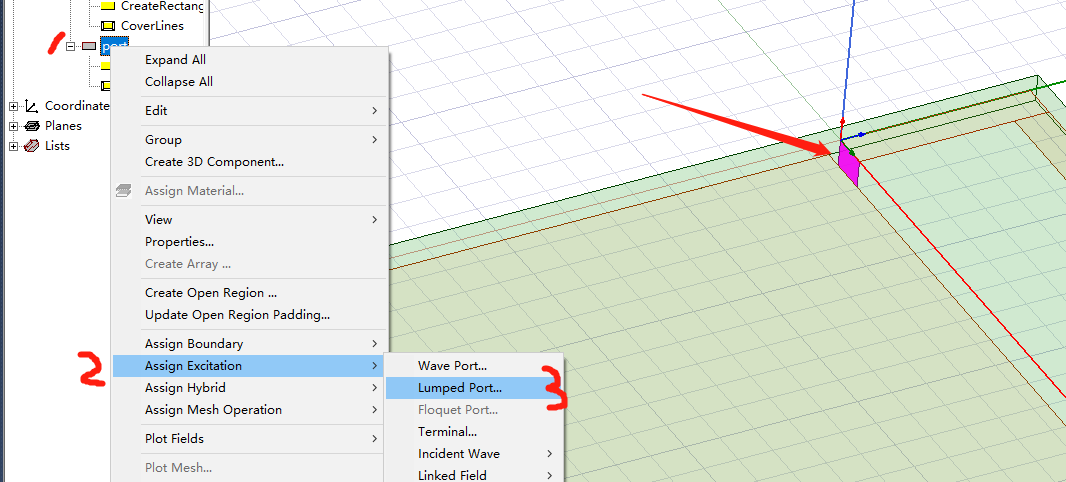 CreateRectang
CoverLines
1
port
Expand All
Collapse All
Coordinate
Edit
Planes
Group
Lists
Create 3D Component...
Assign Material...
View
Properties...
Create Array ...
Create Open Region ...
Update Open Region Padding...
Assign Boundary
2
Assign Excitation
Wave Port...
3
Assign Hybrid
Lumped Port...
Assign Mesh Operation
Floquet Port...
Terminal...
Plot Fields
Incident Wave
Plot Mesh...
Linked Field